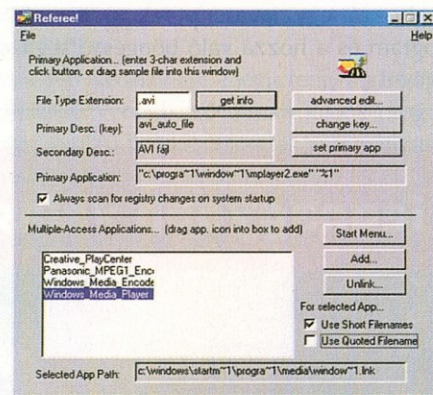 Referee!
File Help
Primary Application... (enter 3-char extension and
click button, or drag sample file into this window)
File Type Extension: .avi get info advanced edit...
Primary Desc. (key): avi_auto_file change key...
Secondary Desc.: AVI fájl set primary app
Primary Application: "c:\progra~1\window~1\mplayer2.exe" "%1"
Always scan for registry changes on system startup
Multiple-Access Applications... (drag app. icon into box to add) Start Menu...
Creative_PlayCenter
Panasonic_MPEG1_Enc
Windows_Media_Encode
Windows_Media_Player
Add...
Unlink...
For selected App...
Use Short Filenames
Use Quoted Filename
Selected App Path: c:\windows\startm~1\progra~1\media\window~1.lnk